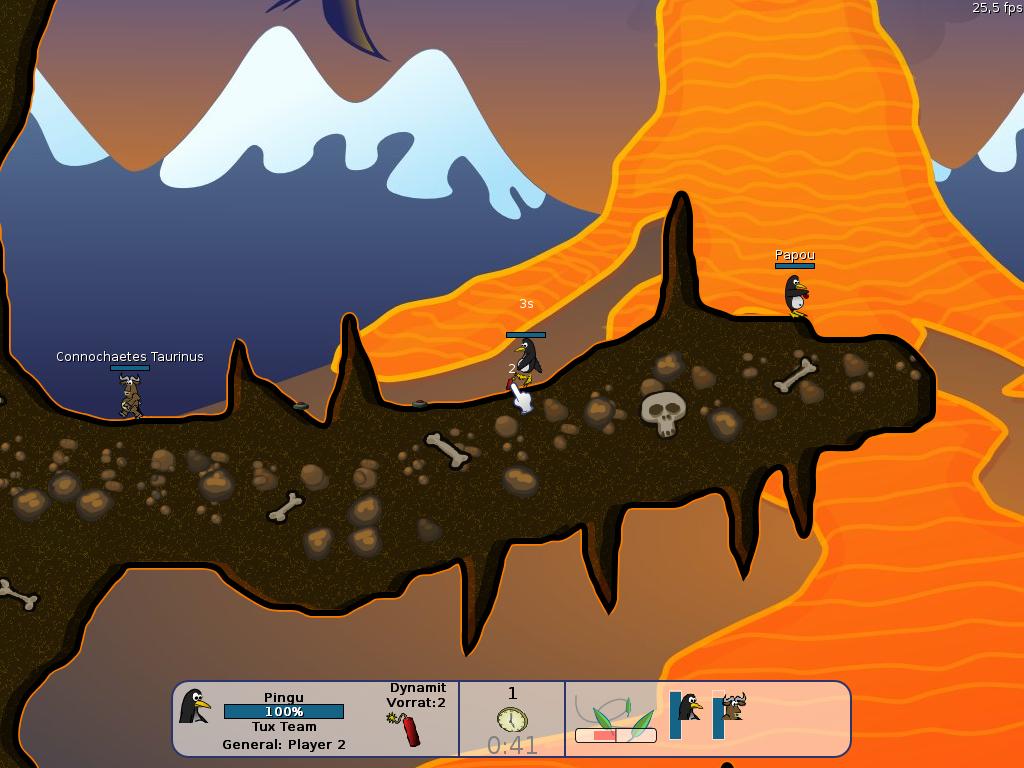 25,5 fps
Papou
3s
Connochaetes Taurinus
2
Pingu
100%
Tux Team
General: Player 2
Dynamit
Vorrat:2
1
0:41